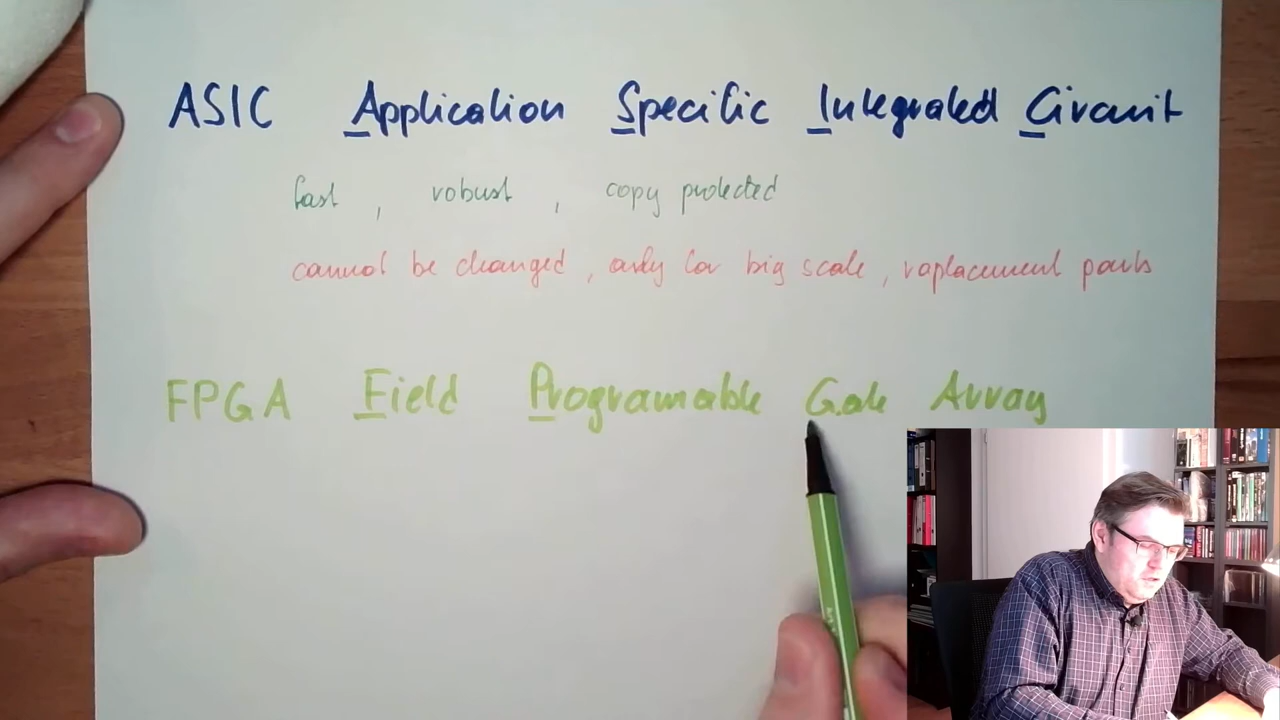 ASIC Application Specific Integrated Circuit
fast , robust , copy protected
cannot be changed , only for big scale , raplacement parts
FPGA Field Programable Gate Array